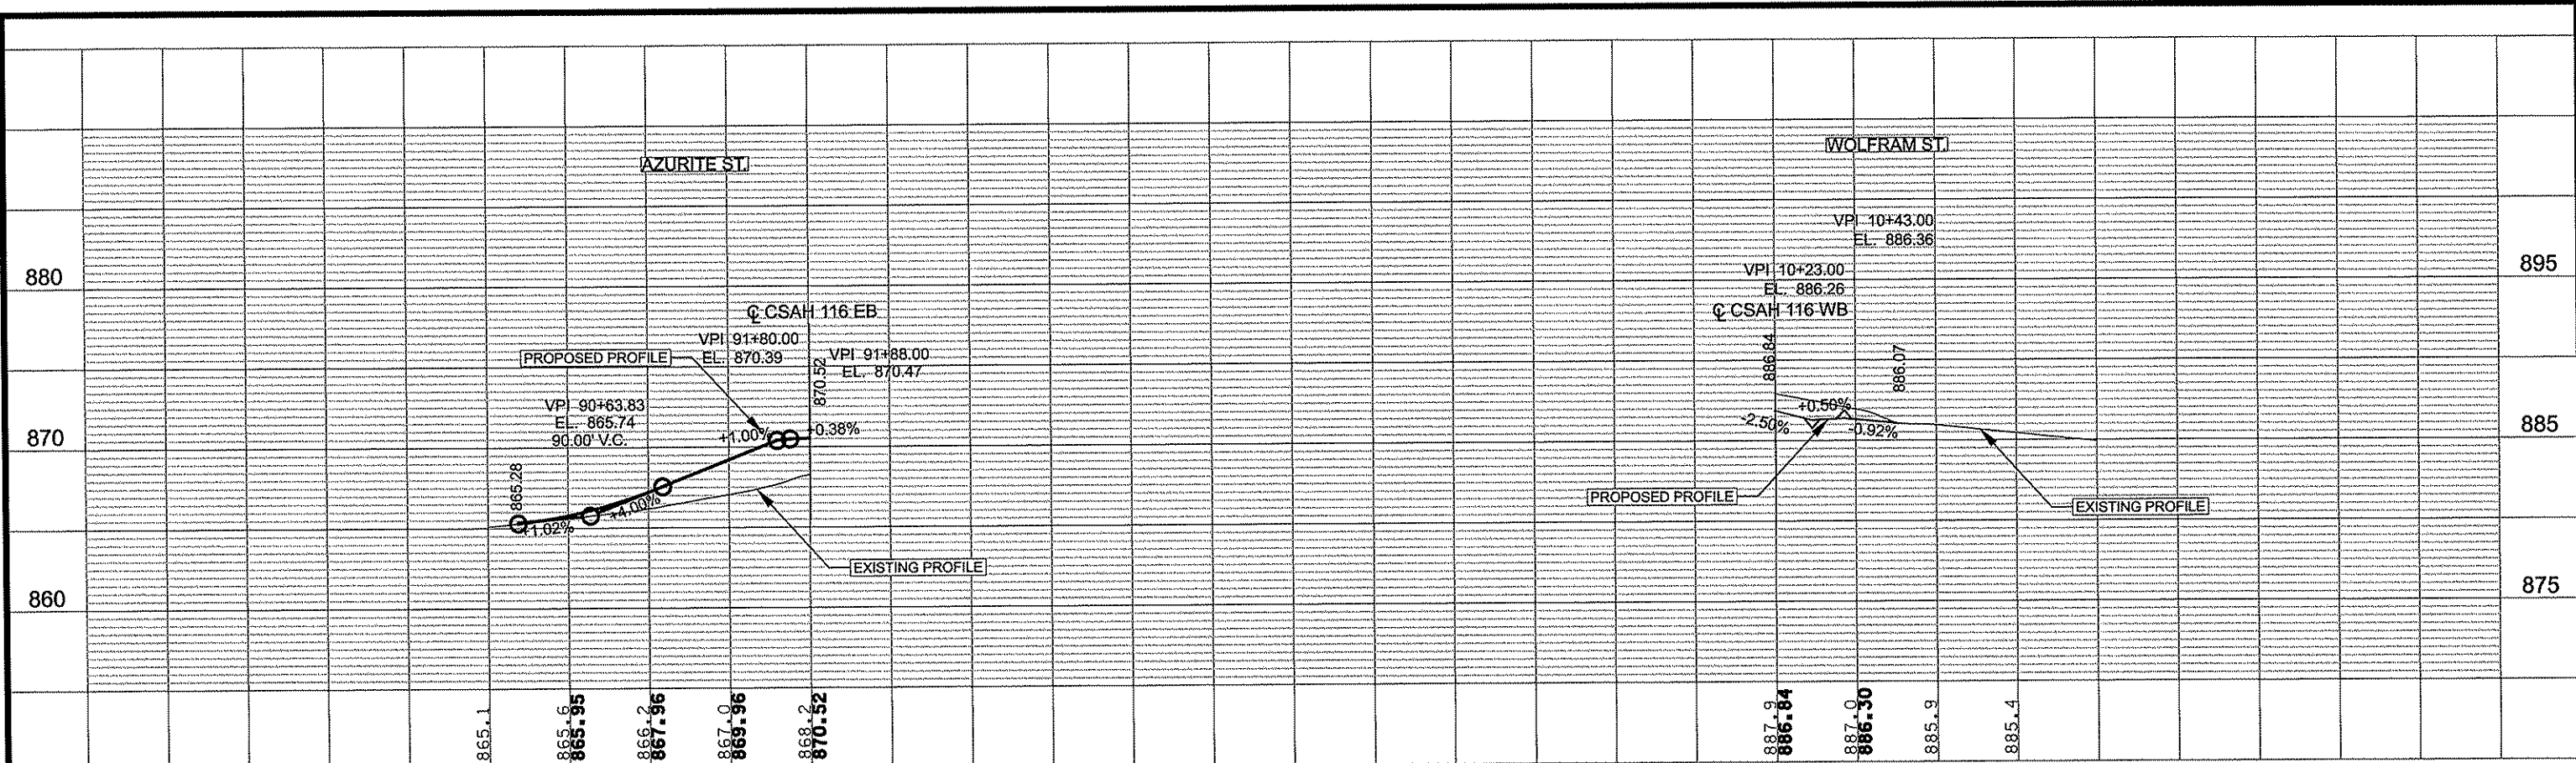 AZURITE ST.
WOLFRAM ST.
VPI 10+43.00
EL. 886.36
880
895
VPI 10+23.00
EL. 886.26
℄ CSAH 116 EB
℄ CSAH 116 WB
VPI 91+80.00
EL. 870.39
PROPOSED PROFILE
VPI 91+88.00
EL. 870.47
870.52
886.84
886.07
VPI 90+63.83
EL. 865.74
90.00' V.C.
870
+1.00%
+0.38%
+0.50%
-2.50%
-0.92%
885
865.28
+1.02%
+4.00%
PROPOSED PROFILE
EXISTING PROFILE
EXISTING PROFILE
860
875
865.1
865.6
865.95
866.2
867.96
867.0
869.96
868.2
870.52
887.9
886.84
887.0
886.30
885.9
885.4